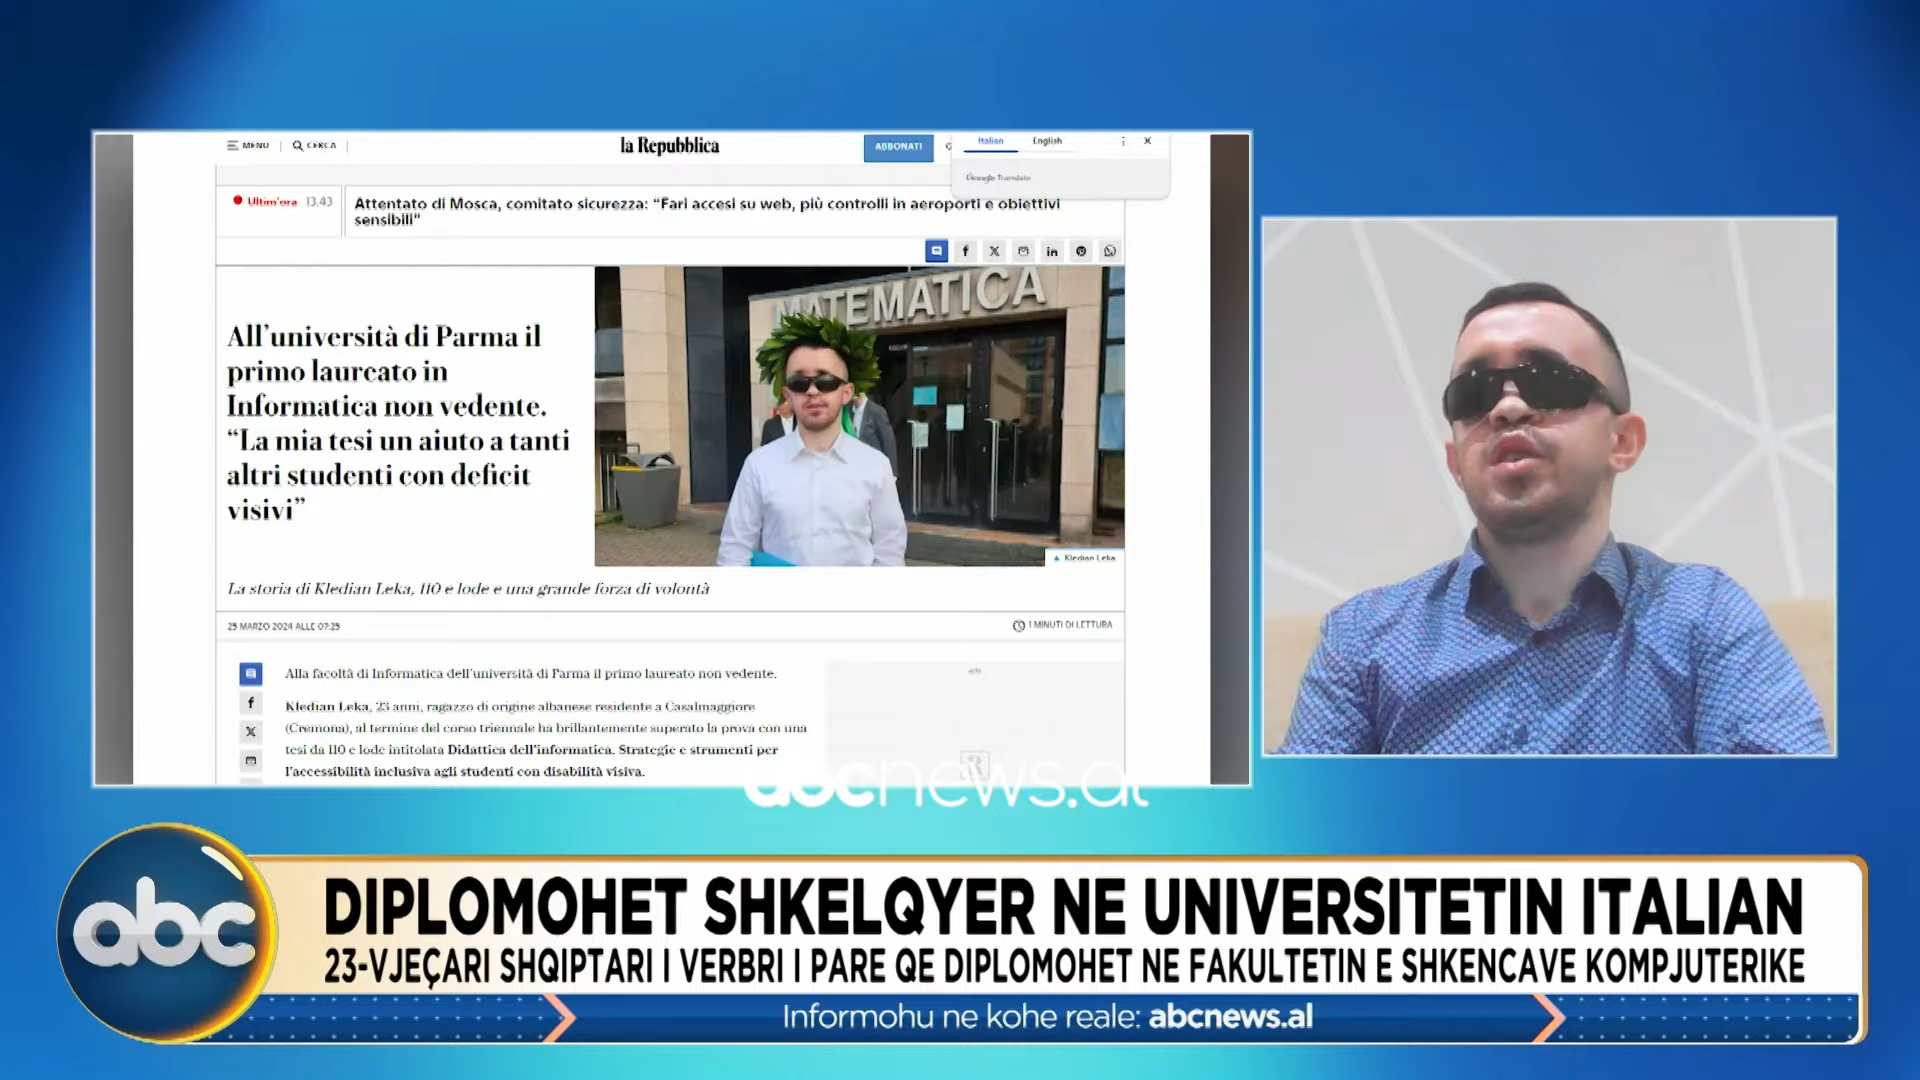 MENU
CERCA
la Repubblica
ABBONATI
Italian
English
Google Translate
Ultim'ora 13.43
Attentato di Mosca, comitato sicurezza: “Fari accesi su web, più controlli in aeroporti e obiettivi
sensibili”
All’università di Parma il
primo laureato in
Informatica non vedente.
“La mia tesi un aiuto a tanti
altri studenti con deficit
visivi”
MATEMATICA
Kledian Leka
La storia di Kledian Leka, 110 e lode e una grande forza di volontà
25 MARZO 2024 ALLE 07:25
1 MINUTI DI LETTURA
Alla facoltà di Informatica dell'università di Parma il primo laureato non vedente.
adv
Kledian Leka, 23 anni, ragazzo di origine albanese residente a Casalmaggiore
(Cremona), al termine del corso triennale ha brillantemente superato la prova con una
tesi da 110 e lode intitolata Didattica dell'informatica. Strategie e strumenti per
l'accessibilità inclusiva agli studenti con disabilità visiva.
R
abcnews.al
abc
DIPLOMOHET SHKELQYER NE UNIVERSITETIN ITALIAN
23-VJEÇARI SHQIPTARI I VERBRI I PARE QE DIPLOMOHET NE FAKULTETIN E SHKENCAVE KOMPJUTERIKE
Informohu ne kohe reale: abcnews.al